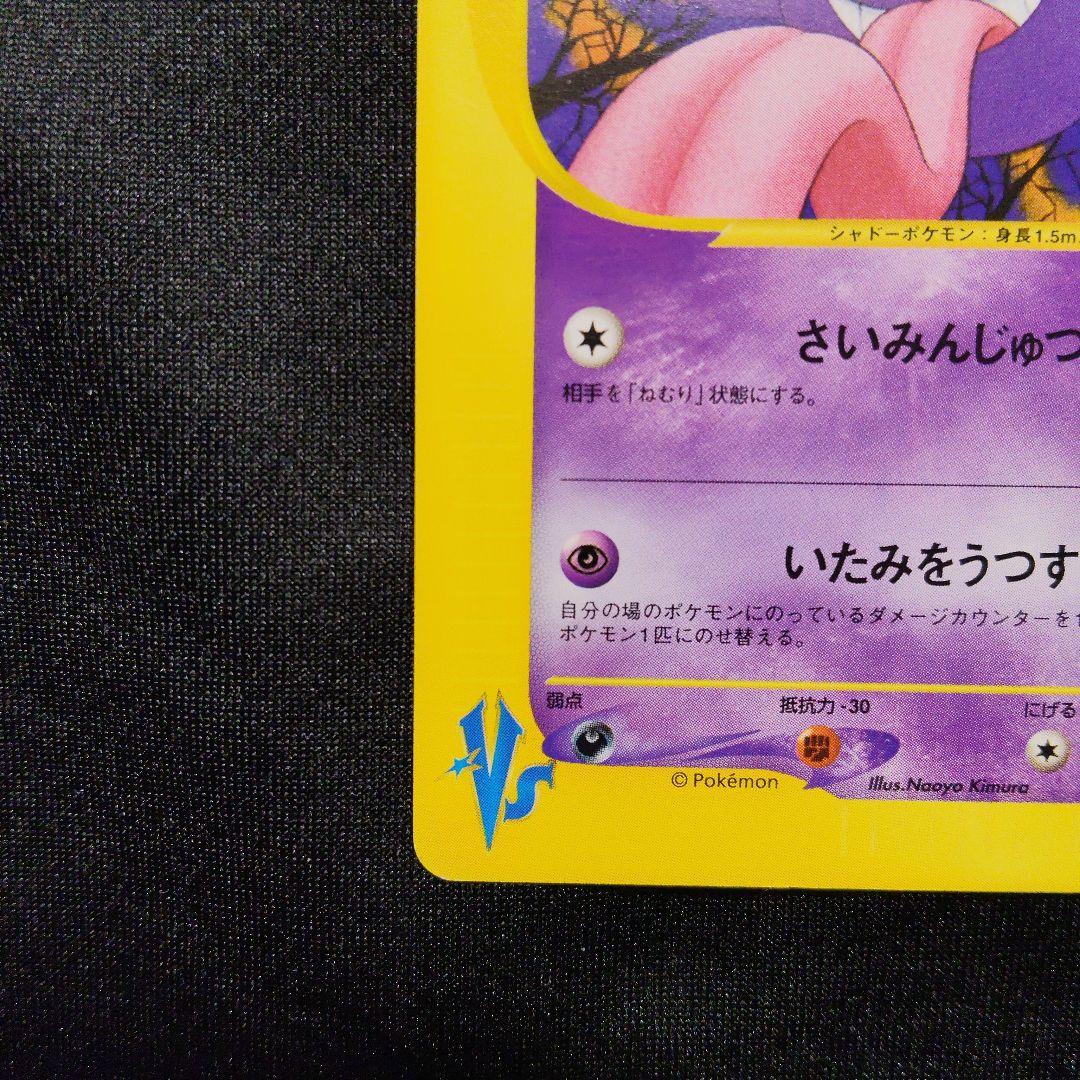 シャドーポケモン：身長1.5m
さいみんじゅつ
相手を「ねむり」状態にする。
いたみをうつす
自分の場のポケモンにのっているダメージカウンターを
ポケモン1匹にのせ替える。
弱点 抵抗力 -30 にげる
VS
© Pokémon Illus. Naoyo Kimura